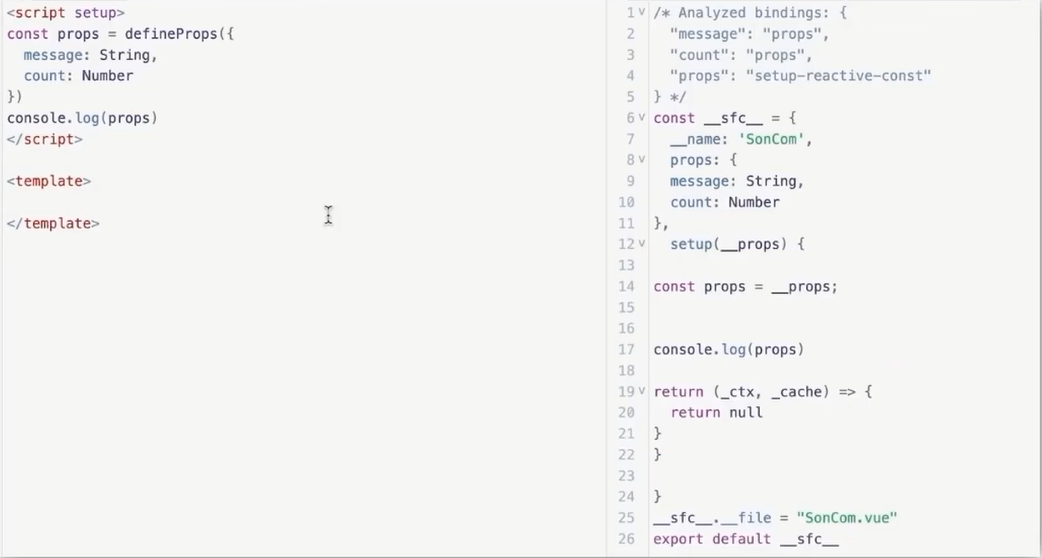 <script setup>
const props = defineProps({
  message: String,
  count: Number
})
console.log(props)
</script>
<template>
</template>
1 /* Analyzed bindings: {
2   "message": "props",
3   "count": "props",
4   "props": "setup-reactive-const"
5 } */
6 const __sfc__ = {
7   __name: 'SonCom',
8   props: {
9   message: String,
10   count: Number
11 },
12   setup(__props) {
13
14 const props = __props;
15
16
17 console.log(props)
18
19 return (_ctx, _cache) => {
20   return null
21 }
22 }
23
24 }
25 __sfc__.__file = "SonCom.vue"
26 export default __sfc__